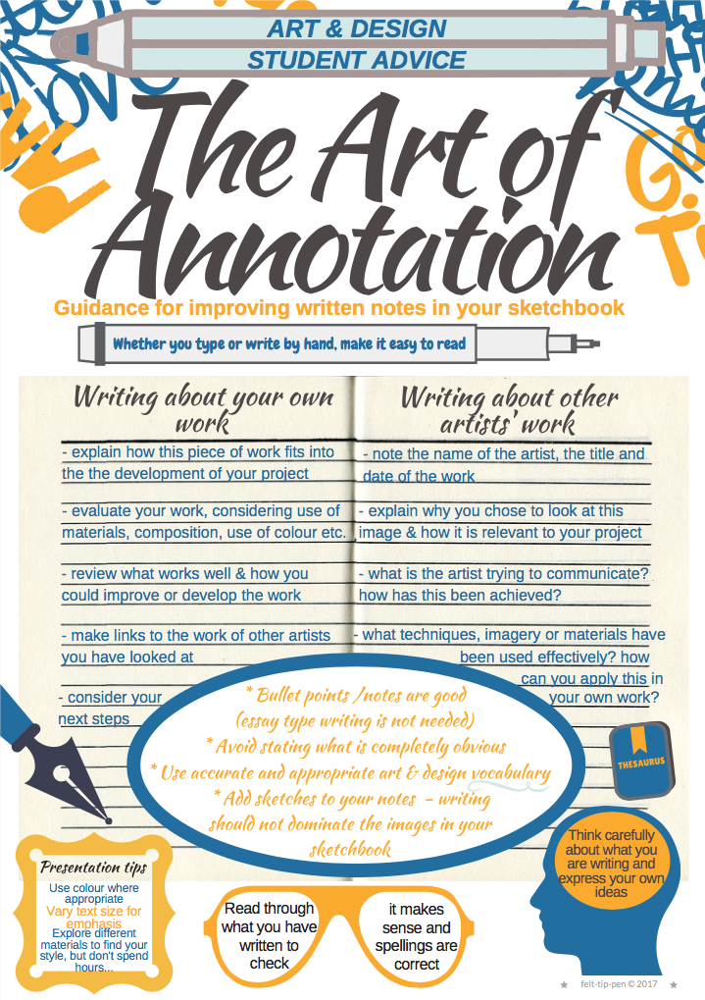 ART & DESIGN
STUDENT ADVICE
The Art of
Annotation
Guidance for improving written notes in your sketchbook
Whether you type or write by hand, make it easy to read
Writing about your own
work
- explain how this piece of work fits into
the the development of your project
- evaluate your work, considering use of
materials, composition, use of colour etc.
- review what works well & how you
could improve or develop the work
- make links to the work of other artists
you have looked at
- consider your
next steps
Writing about other
artists' work
- note the name of the artist, the title and
date of the work
- explain why you chose to look at this
image & how it is relevant to your project
- what is the artist trying to communicate?
how has this been achieved?
- what techniques, imagery or materials have
been used effectively? how
can you apply this in
your own work?
* Bullet points /notes are good
(essay type writing is not needed)
* Avoid stating what is completely obvious
* Use accurate and appropriate art & design vocabulary
* Add sketches to your notes - writing
should not dominate the images in your
sketchbook
THESAURUS
Presentation tips
Use colour where
appropriate
Vary text size for
emphasis
Explore different
materials to find your
style, but don't spend
hours...
Read through
what you have
written to
check
it makes
sense and
spellings are
correct
Think carefully
about what you
are writing and
express your own
ideas
felt-tip-pen © 2017